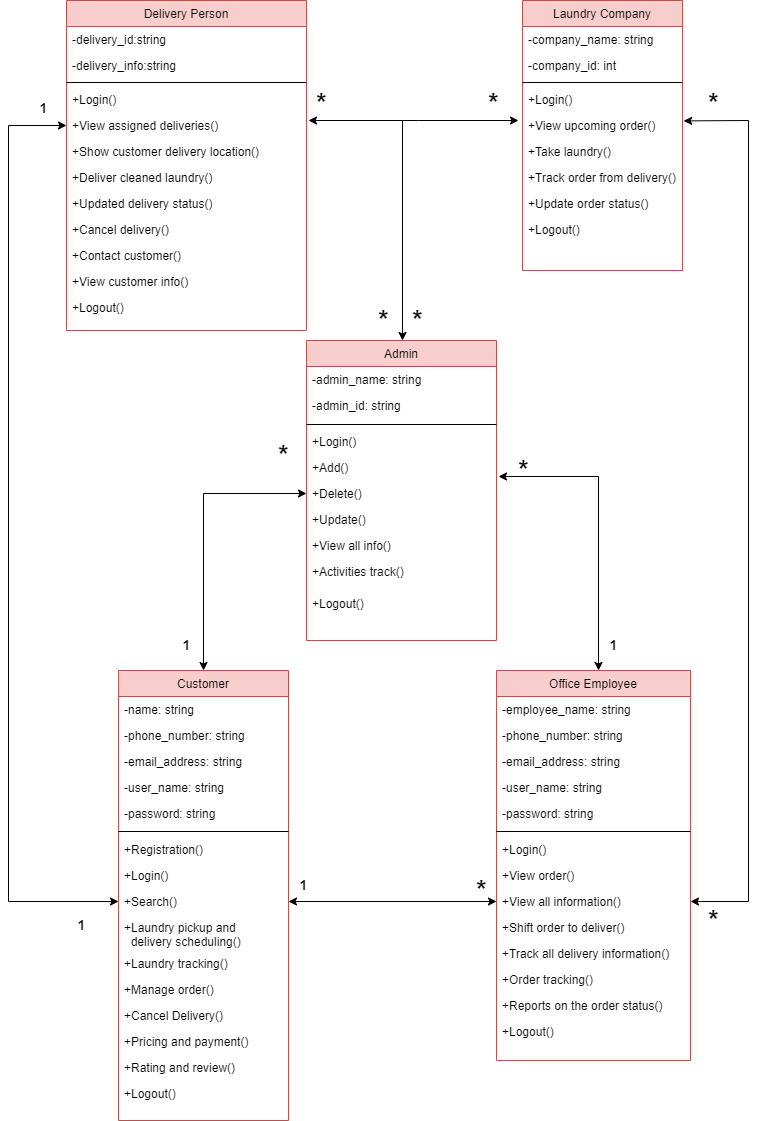 Delivery Person
-delivery_id:string
-delivery_info:string
+Login()
+View assigned deliveries()
+Show customer delivery location()
+Deliver cleaned laundry()
+Updated delivery status()
+Cancel delivery()
+Contact customer()
+View customer info()
+Logout()
Laundry Company
-company_name: string
-company_id: int
+Login()
+View upcoming order()
+Take laundry()
+Track order from delivery()
+Update order status()
+Logout()
1
*
*
*
*
*
Admin
-admin_name: string
-admin_id: string
+Login()
+Add()
+Delete()
+Update()
+View all info()
+Activities track()
+Logout()
*
*
1
1
Customer
-name: string
-phone_number: string
-email_address: string
-user_name: string
-password: string
+Registration()
+Login()
+Search()
+Laundry pickup and
delivery scheduling()
+Laundry tracking()
+Manage order()
+Cancel Delivery()
+Pricing and payment()
+Rating and review()
+Logout()
Office Employee
-employee_name: string
-phone_number: string
-email_address: string
-user_name: string
-password: string
+Login()
+View order()
+View all information()
+Shift order to deliver()
+Track all delivery information()
+Order tracking()
+Reports on the order status()
+Logout()
1
1
*
*